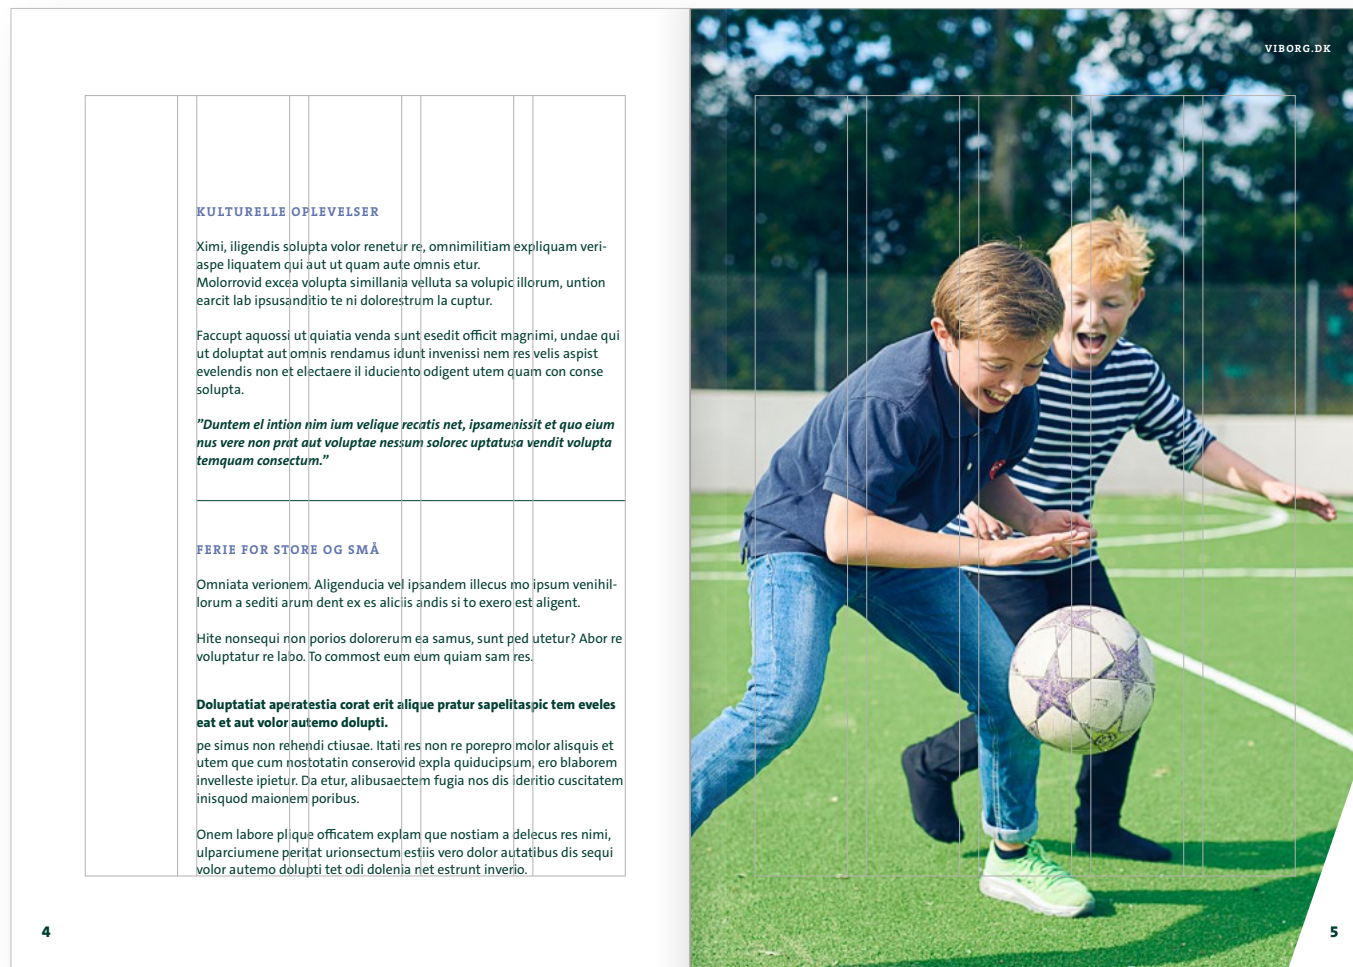 KULTURELLE OPLEVELSER
Ximi, iligendis solupta volor renetur re, omnimilitiam expliquam veri-
aspe liquatem qui aut ut quam aute omnis etur.
Molorrovid excea volupta simillania velluta sa volupic illorum, untion
earcit lab ipsusanditio te ni dolorestrum la cuptur.
Faccupt aquossi ut quiatia venda sunt esedit officit magnimi, undae qui
ut doluptat aut omnis rendamus idunt invenissi nem res velis aspist
evelendis non et electaere il iduciento odigent utem quam con conse
solupta.
”Duntem el intion nim ium velique recatis net, ipsamenissit et quo eium
nus vere non prat aut voluptae nessum solorec uptatusa vendit volupta
temquam consectum.”
FERIE FOR STORE OG SMÅ
Omniata verionem. Aligenducia vel ipsandem illecus mo ipsum venihil-
lorum a sediti arum dent ex es aliciis andis si to exero est aligent.
Hite nonsequi non porios dolorerum ea samus, sunt ped utetur? Abor re
voluptatur re labo. To commost eum eum quiam sam res.
Doluptatiat aperatestia corat erit alique pratur sapelitaspic tem eveles
eat et aut volor autemo dolupti.
pe simus non rehendi ctiusae. Itati res non re porepro molor alisquis et
utem que cum nostotatin conserovid expla quiducipsum, ero blaborem
invelleste ipietur. Da etur, alibusaectem fugia nos dis ideritio cuscitatem
inisquod maionem poribus.
Onem labore plique officatem explam que nostiam a delecus res nimi,
ulparciumene peritat urionsectum estiis vero dolor autatibus dis sequi
volor autemo dolupti tet odi dolenia net estrunt inverio.
4
VIBORG.DK
5